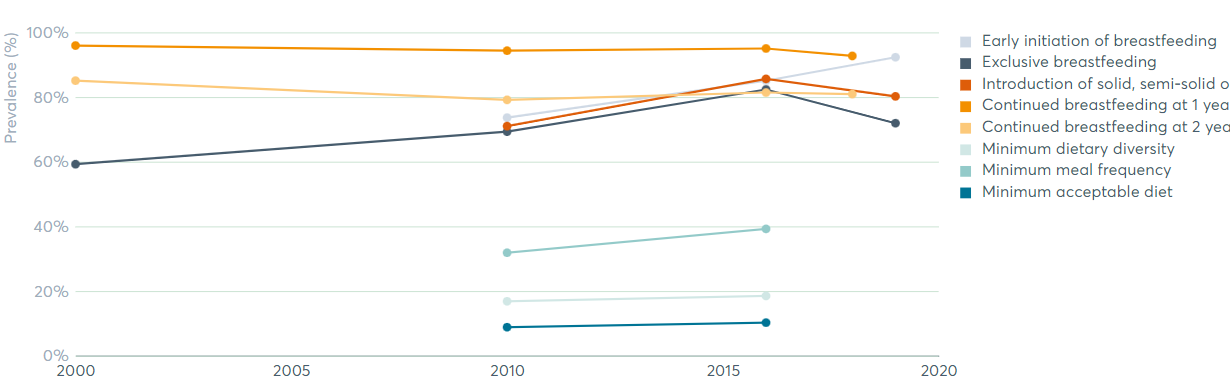 Prevalence (%)
100%
80%
60%
40%
20%
0%
2000
2005
2010
2015
2020
Early initiation of breastfeeding
Exclusive breastfeeding
Introduction of solid, semi-solid o
Continued breastfeeding at 1 yea
Continued breastfeeding at 2 yea
Minimum dietary diversity
Minimum meal frequency
Minimum acceptable diet